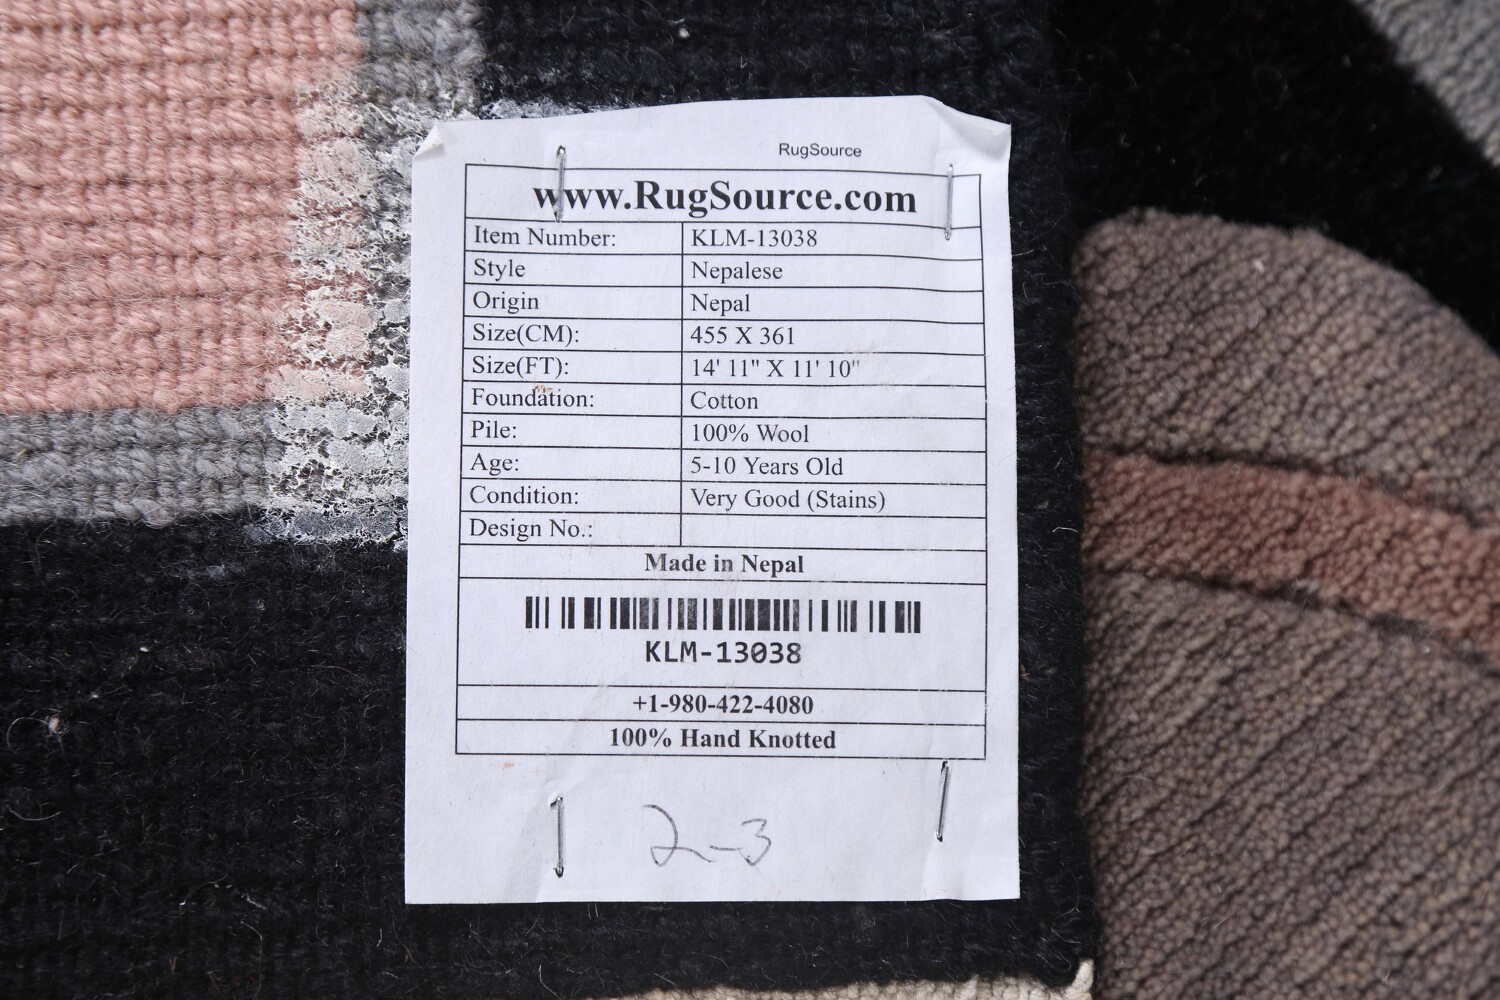 RugSource
www.RugSource.com
Item Number: KLM-13038
Style Nepalese
Origin Nepal
Size(CM): 455 X 361
Size(FT): 14' 11" X 11' 10"
Foundation: Cotton
Pile: 100% Wool
Age: 5-10 Years Old
Condition: Very Good (Stains)
Design No.:
Made in Nepal
KLM-13038
+1-980-422-4080
100% Hand Knotted
2-3